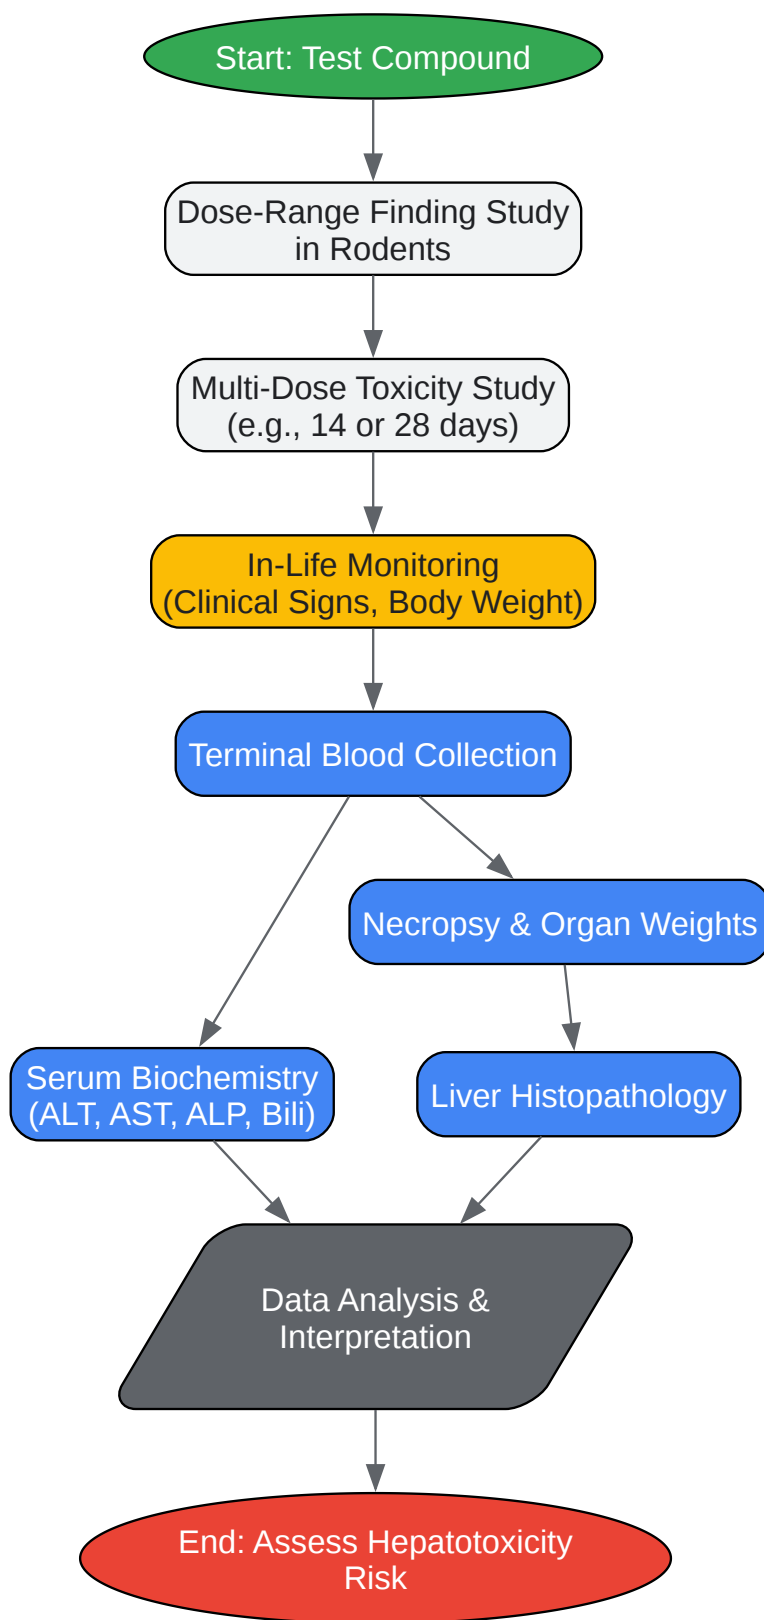 Start: Test Compound
Dose-Range Finding Study
in Rodents
Multi-Dose Toxicity Study
(e.g., 14 or 28 days)
In-Life Monitoring
(Clinical Signs, Body Weight)
Terminal Blood Collection
Necropsy & Organ Weights
Serum Biochemistry
(ALT, AST, ALP, Bili)
Liver Histopathology
Data Analysis &
Interpretation
End: Assess Hepatotoxicity
Risk